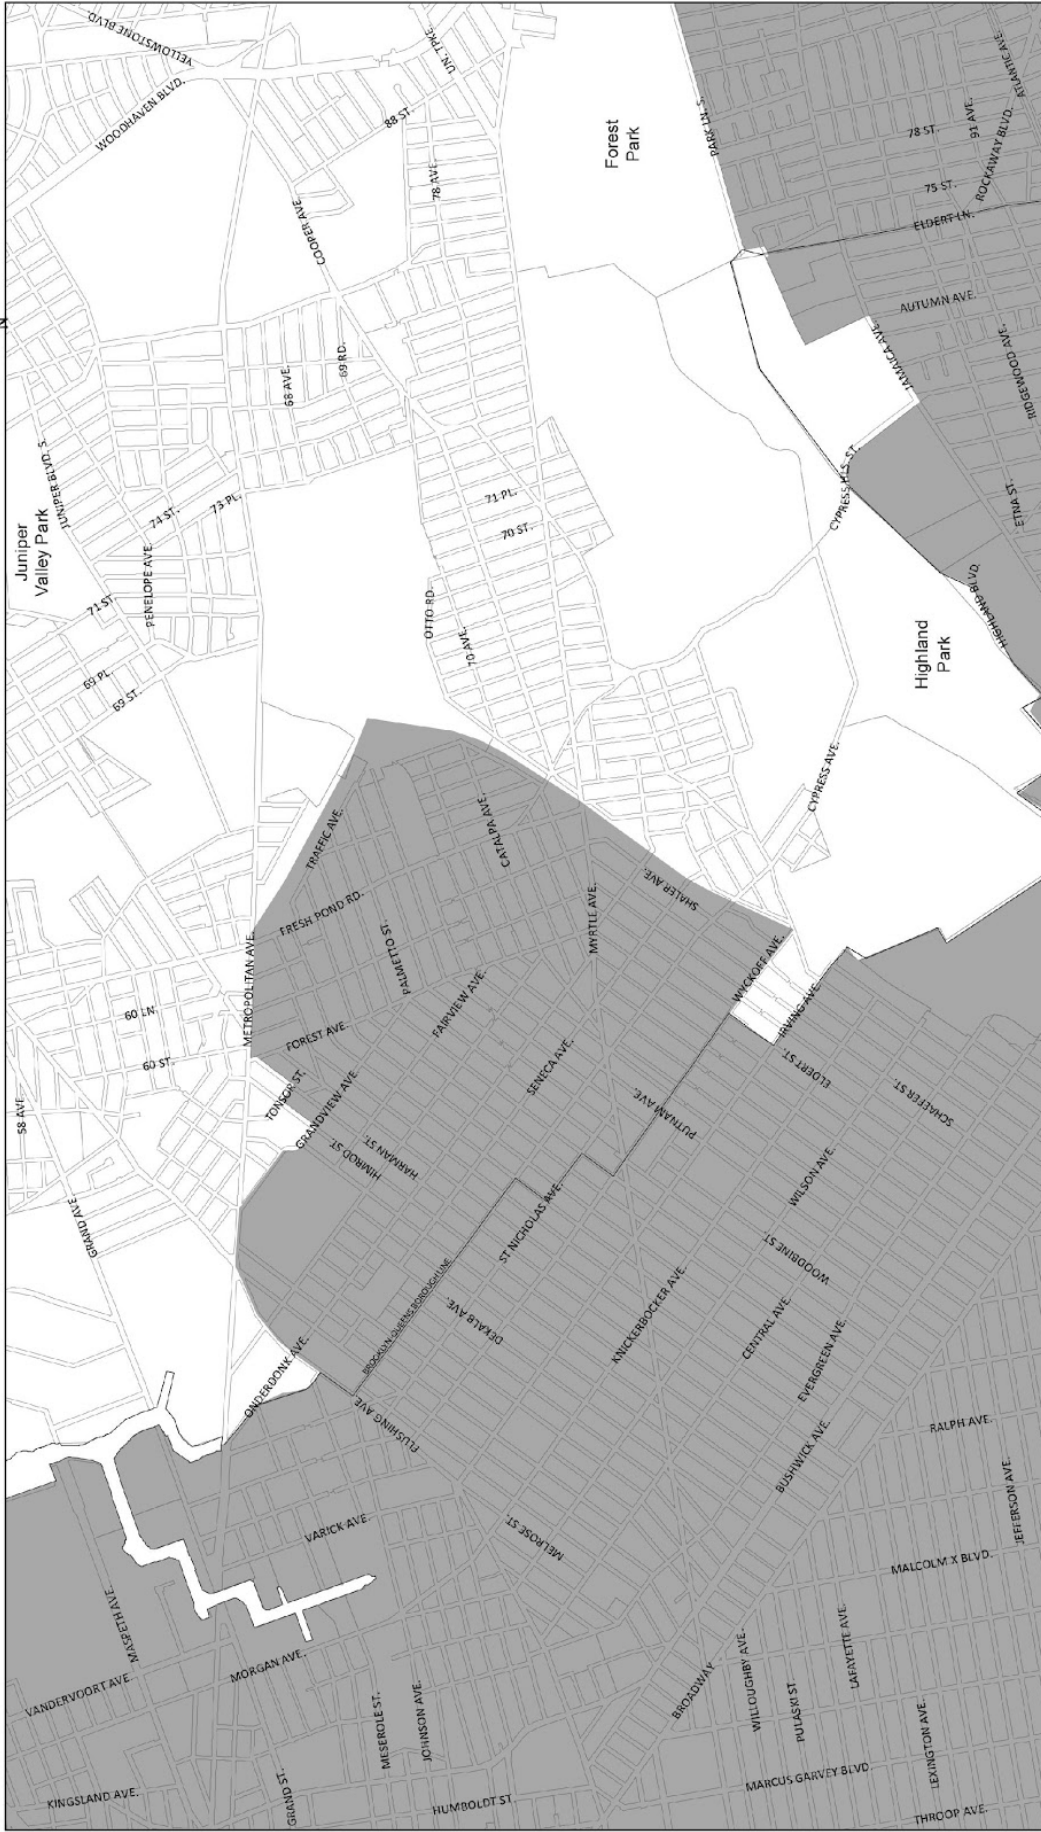 YELLOWSTONE BLVD
WOODHAVEN BLVD.
UN. TPKE.
88 ST.
78 AVE.
COOPER AVE.
Forest
Park
PARK LN. S.
ATLANTIC AVE.
91 AVE.
78 ST.
ROCKAWAY BLVD.
75 ST.
ELDERT LN.
AUTUMN AVE.
JAMAICA AVE.
RIDGEWOOD AVE.
N
68 AVE.
69 RD.
Juniper
Valley Park
JUNIPER BLVD. S.
74 ST.
73 PL.
71 PL.
70 ST.
CYPRESS HLS. ST.
ETNA ST.
PENELOPE AVE.
71 ST.
69 PL.
69 ST.
OTTO RD.
70 AVE.
HIGHLAND BLVD.
Highland
Park
CYPRESS AVE.
TRAFFIC AVE.
CATALPA AVE.
FRESH POND RD.
PALMETTO ST.
MYRTLE AVE.
SHALER AVE.
METROPOLITAN AVE.
60 LN.
60 ST.
58 AVE.
FOREST AVE.
FAIRVIEW AVE.
WYCKOFF AVE.
IRVING AVE.
ELDERT ST.
SCHAEFER ST.
TONSOR ST.
GRANDVIEW AVE.
HIMROD ST.
HARMAN ST.
SENECA AVE.
PUTNAM AVE.
WILSON AVE.
WOODBINE ST.
GRAND AVE.
ST NICHOLAS AVE.
BROOKLYN QUEENS BOROUGH LINE
DEKALB AVE.
KNICKERBOCKER AVE.
CENTRAL AVE.
EVERGREEN AVE.
ONDERDONK AVE.
FLUSHING AVE.
BUSHWICK AVE.
RALPH AVE.
JEFFERSON AVE.
VARICK AVE.
MELROSE ST.
MALCOLM X BLVD.
MASPETH AVE.
VANDERVOORT AVE.
MORGAN AVE.
MESEROLE ST.
JOHNSON AVE.
BROADWAY
WILLOUGHBY AVE.
PULASKI ST.
LAFAYETTE AVE.
LEXINGTON AVE.
KINGSLAND AVE.
GRAND ST.
HUMBOLDT ST.
MARCUS GARVEY BLVD.
THROOP AVE.